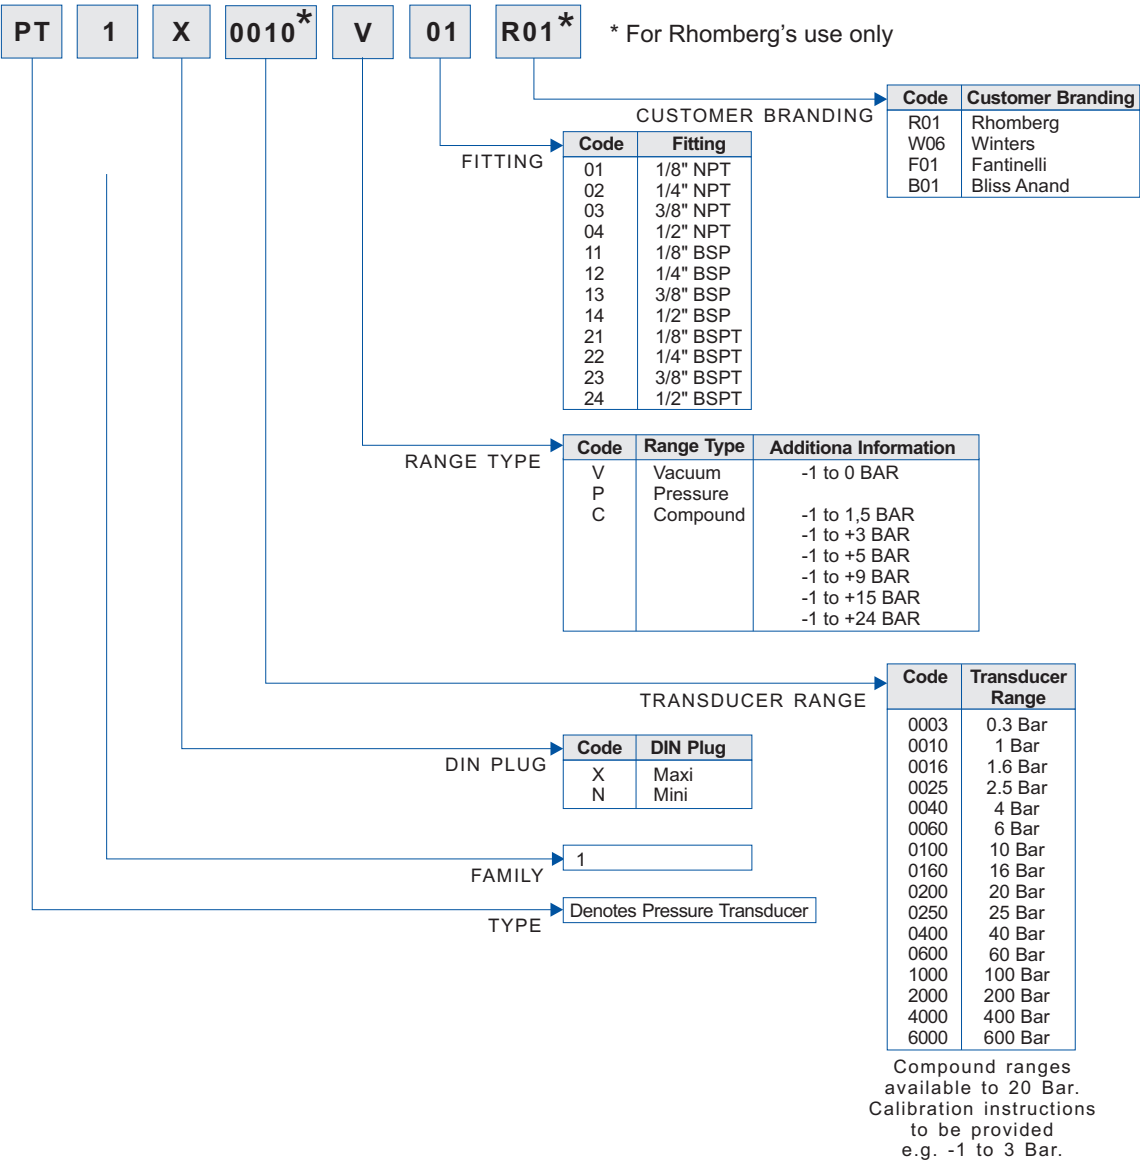 PT 1 X 0010* V 01 R01* * For Rhomberg's use only
CUSTOMER BRANDING
Code Customer Branding
R01 Rhomberg
W06 Winters
F01 Fantinelli
B01 Bliss Anand
FITTING
Code Fitting
01 1/8" NPT
02 1/4" NPT
03 3/8" NPT
04 1/2" NPT
11 1/8" BSP
12 1/4" BSP
13 3/8" BSP
14 1/2" BSP
21 1/8" BSPT
22 1/4" BSPT
23 3/8" BSPT
24 1/2" BSPT
RANGE TYPE
Code Range Type Additiona Information
V Vacuum -1 to 0 BAR
P Pressure
C Compound -1 to 1,5 BAR
-1 to +3 BAR
-1 to +5 BAR
-1 to +9 BAR
-1 to +15 BAR
-1 to +24 BAR
TRANSDUCER RANGE
Code Transducer
Range
0003 0.3 Bar
0010 1 Bar
0016 1.6 Bar
0025 2.5 Bar
0040 4 Bar
0060 6 Bar
0100 10 Bar
0160 16 Bar
0200 20 Bar
0250 25 Bar
0400 40 Bar
0600 60 Bar
1000 100 Bar
2000 200 Bar
4000 400 Bar
6000 600 Bar
Compound ranges
available to 20 Bar.
Calibration instructions
to be provided
e.g. -1 to 3 Bar.
DIN PLUG
Code DIN Plug
X Maxi
N Mini
FAMILY
1
TYPE
Denotes Pressure Transducer